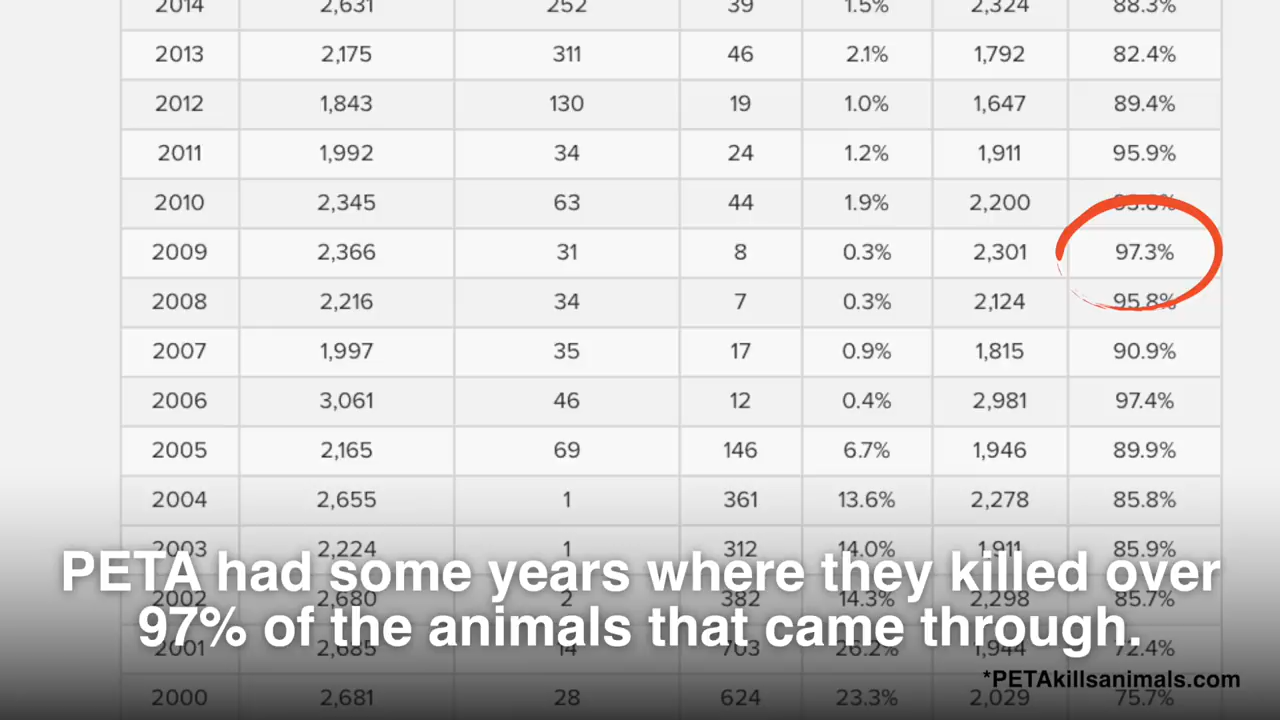 2014 2,631 252 39 1.5% 2,324 88.3%
2013 2,175 311 46 2.1% 1,792 82.4%
2012 1,843 130 19 1.0% 1,647 89.4%
2011 1,992 34 24 1.2% 1,911 95.9%
2010 2,345 63 44 1.9% 2,200 93.8%
2009 2,366 31 8 0.3% 2,301 97.3%
2008 2,216 34 7 0.3% 2,124 95.8%
2007 1,997 35 17 0.9% 1,815 90.9%
2006 3,061 46 12 0.4% 2,981 97.4%
2005 2,165 69 146 6.7% 1,946 89.9%
2004 2,655 1 361 13.6% 2,278 85.8%
2003 2,224 1 312 14.0% 1,911 85.9%
PETA had some years where they killed over
2002 2,680 2 382 14.3% 2,298 85.7%
97% of the animals that came through.
2001 2,685 14 703 26.2% 1,944 72.4%
*PETAkillsanimals.com
2000 2,681 28 624 23.3% 2,029 75.7%